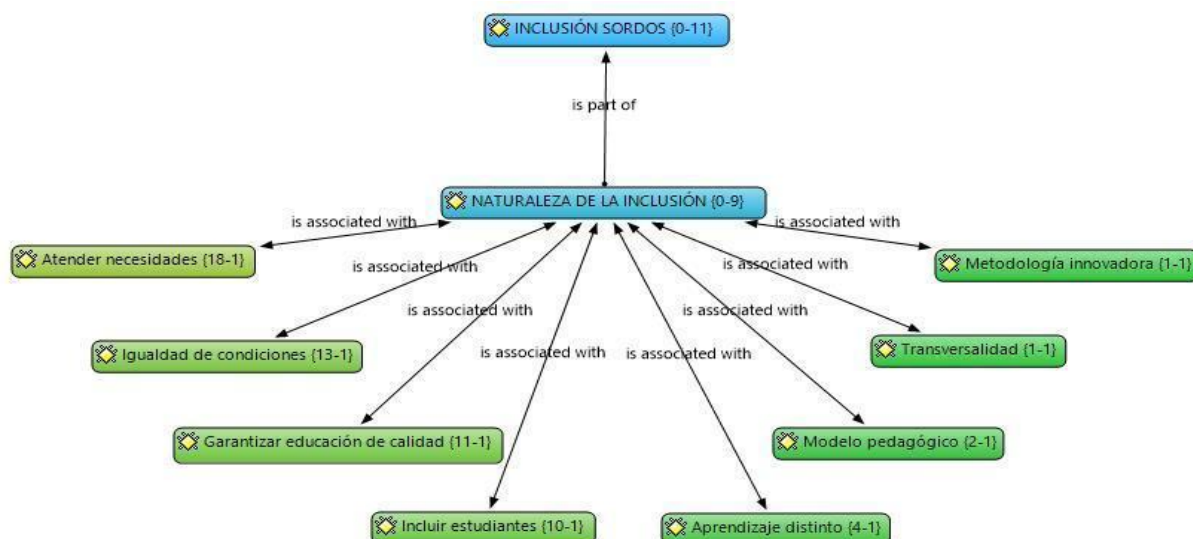 INCLUSIÓN SORDOS {0-11}
is part of
NATURALEZA DE LA INCLUSIÓN {0-9}
is associated with
is associated with
Atender necesidades {18-1}
Metodología innovadora {1-1}
is associated with
is associated with
is associated with
is associated with
Igualdad de condiciones {13-1}
is associated with
is associated with
Transversalidad {1-1}
Garantizar educación de calidad {11-1}
Modelo pedagógico {2-1}
Incluir estudiantes {10-1}
Aprendizaje distinto {4-1}